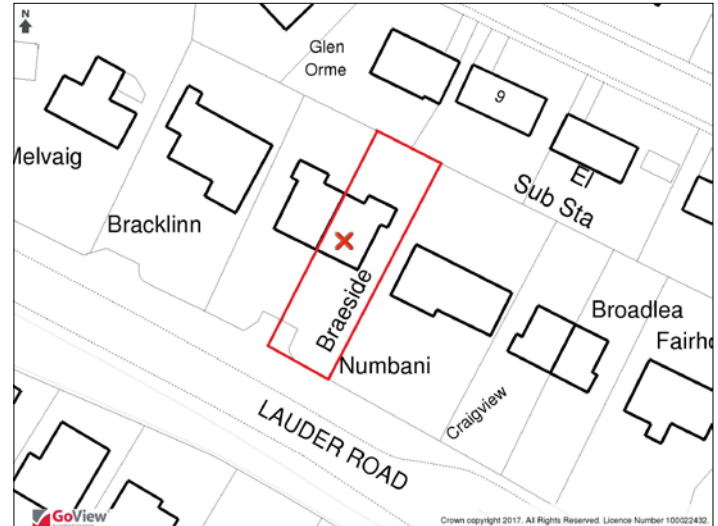 N
Glen
Orme
9
Melvaig
El
Sub Sta
Bracklinn
Braeside
Broadlea
Fairho
Numbani
Craigview
LAUDER ROAD
GoView
Crown copyright 2017. All Rights Reserved. Licence Number 100022432